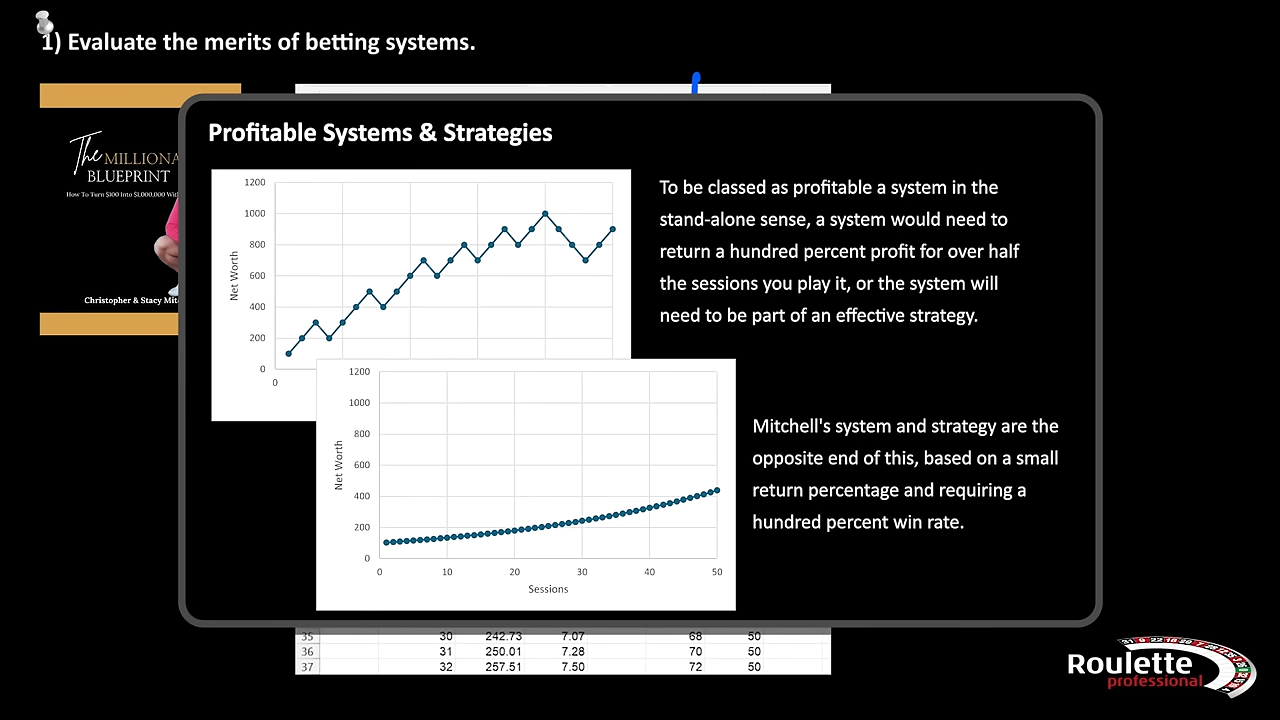 1) Evaluate the merits of betting systems.
The MILLIONA
BLUEPRINT
How To Turn $100 Into $1,000,000 Wit
Christopher & Stacy Mit
Profitable Systems & Strategies
1200
1000
800
600
400
200
0
0
Net Worth
To be classed as profitable a system in the
stand-alone sense, a system would need to
return a hundred percent profit for over half
the sessions you play it, or the system will
need to be part of an effective strategy.
1200
1000
800
600
400
200
0
0 10 20 30 40 50
Net Worth
Sessions
Mitchell's system and strategy are the
opposite end of this, based on a small
return percentage and requiring a
hundred percent win rate.
35 30 242.73 7.07 68 50
36 31 250.01 7.28 70 50
37 32 257.51 7.50 72 50
Roulette
professional